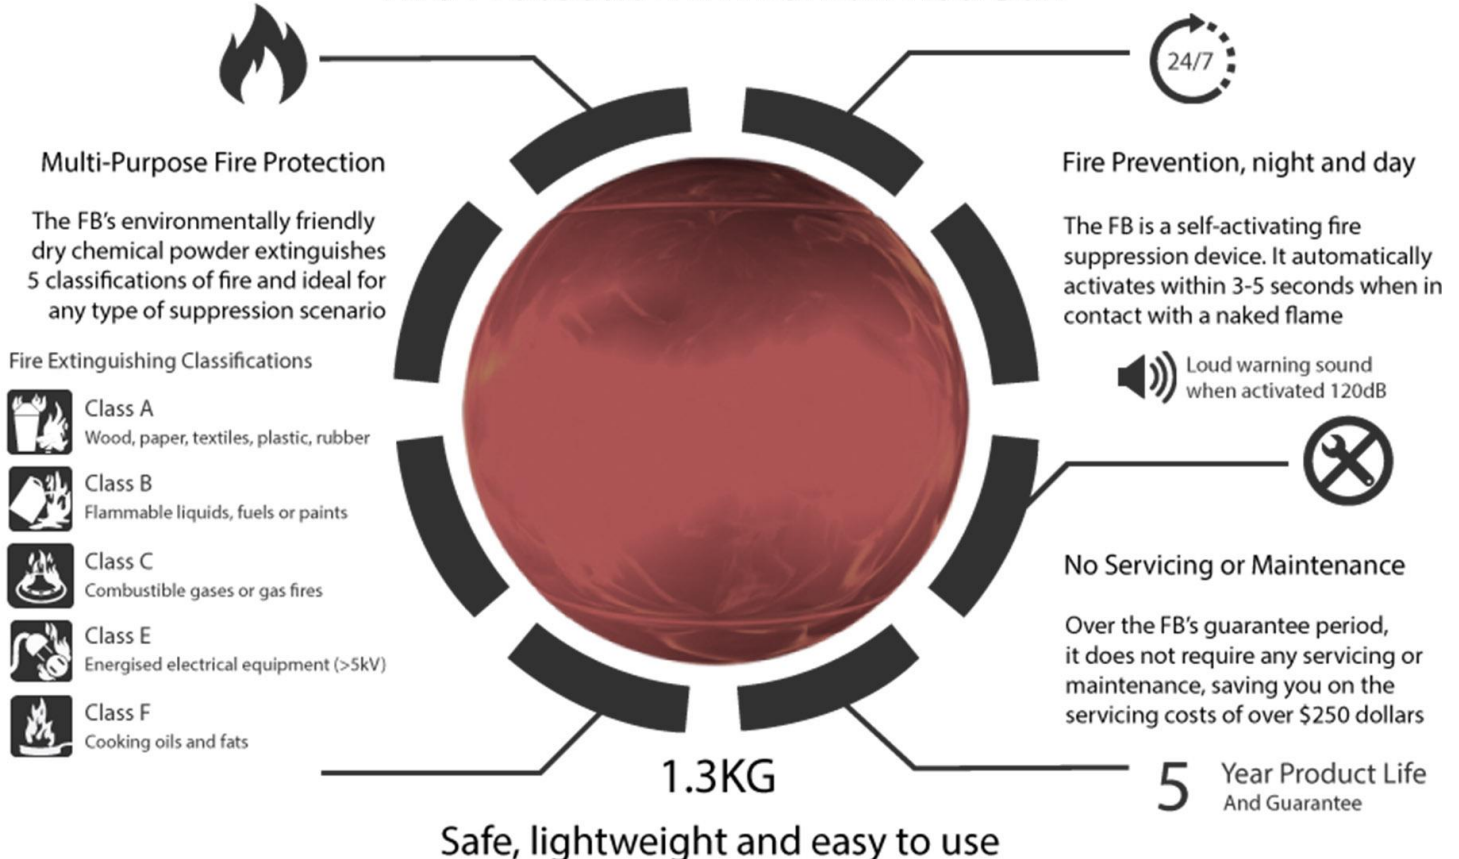 24/7
Multi-Purpose Fire Protection
The FB's environmentally friendly
dry chemical powder extinguishes
5 classifications of fire and ideal for
any type of suppression scenario
Fire Extinguishing Classifications
Class A
Wood, paper, textiles, plastic, rubber
Class B
Flammable liquids, fuels or paints
Class C
Combustible gases or gas fires
Class E
Energised electrical equipment (>5kV)
Class F
Cooking oils and fats
Fire Prevention, night and day
The FB is a self-activating fire
suppression device. It automatically
activates within 3-5 seconds when in
contact with a naked flame
Loud warning sound
when activated 120dB
No Servicing or Maintenance
Over the FB's guarantee period,
it does not require any servicing or
maintenance, saving you on the
servicing costs of over $250 dollars
5 Year Product Life
And Guarantee
1.3KG
Safe, lightweight and easy to use